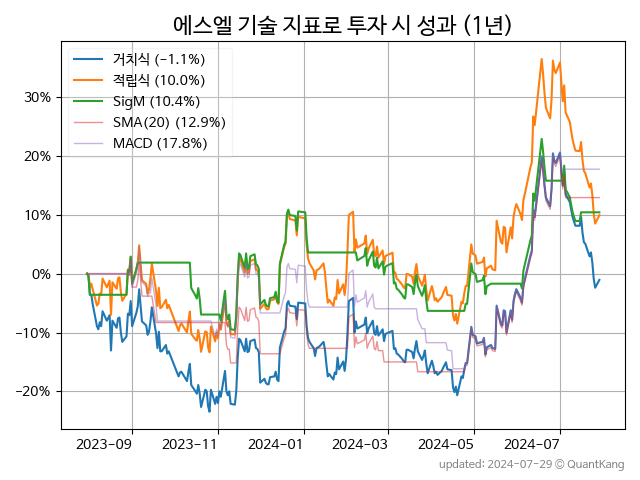 에스엘 기술 지표로 투자 시 성과 (1년)
거치식 (-1.1%)
적립식 (10.0%)
SigM (10.4%)
SMA(20) (12.9%)
MACD (17.8%)
30%
20%
10%
0%
−10%
−20%
2023-09 2023-11 2024-01 2024-03 2024-05 2024-07
updated: 2024-07-29 © QuantKang